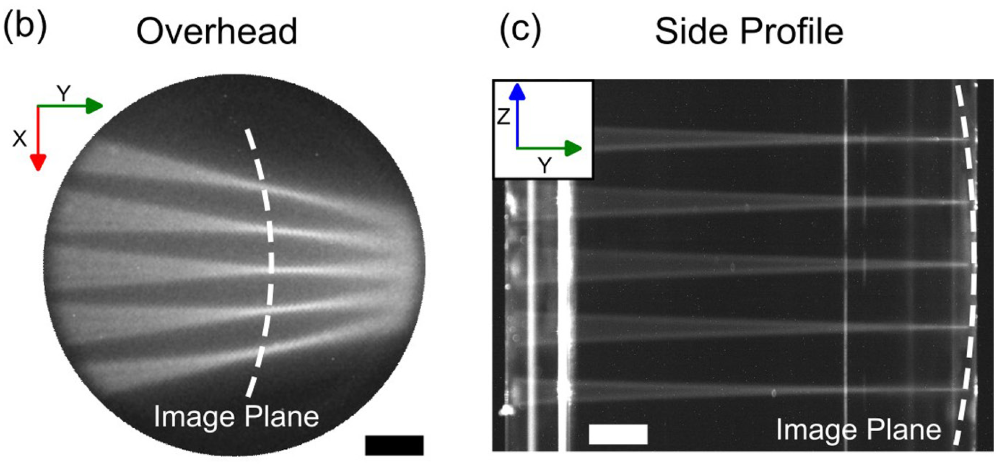 (b)
Overhead
Y
X
Image Plane
(c)
Side Profile
Z
Y
Image Plane